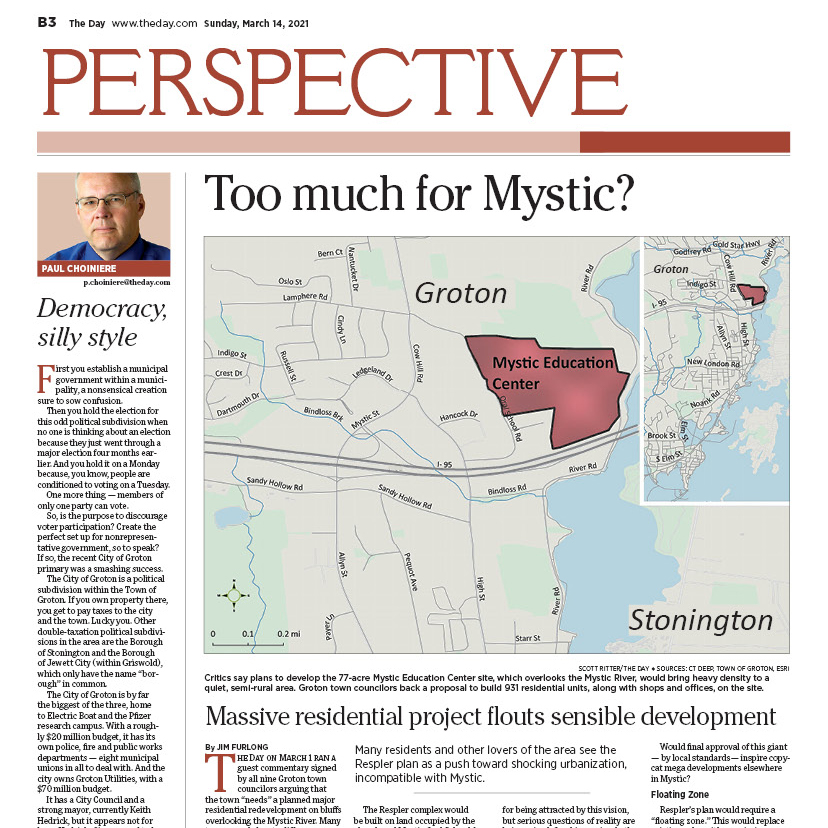 B3 The Day www.theday.com Sunday, March 14, 2021
PERSPECTIVE
PAUL CHOINIERE
p.choiniere@theday.com
Democracy,
silly style
First you establish a municipal
government within a munici-
pality, a nonsensical creation
sure to sow confusion.
Then you hold the election for
this odd political subdivision when
no one is thinking about an election
because they just went through a
major election four months ear-
lier. And you hold it on a Monday
because, you know, people are
conditioned to voting on a Tuesday.
One more thing — members of
only one party can vote.
So, is the purpose to discourage
voter participation? Create the
perfect set up for nonrepresen-
tative government, so to speak?
If so, the recent City of Groton
primary was a smashing success.
The City of Groton is a political
subdivision within the Town of
Groton. If you own property there,
you get to pay taxes to the city
and the town. Lucky you. Other
double-taxation political subdivi-
sions in the area are the Borough
of Stonington and the Borough
of Jewett City (within Griswold),
which only have the name "bor-
ough" in common.
The City of Groton is by far
the biggest of the three, home
to Electric Boat and the Pfizer
research campus. With a rough-
ly $20 million budget, it has its
own police, fire and public works
departments — eight municipal
unions in all to deal with. And the
city owns Groton Utilities, with a
$70 million budget.
It has a City Council and a
strong mayor, currently Keith
Hedrick, but it appears not for
Too much for Mystic?
Bern Ct
Nantucket Dr
Oslo St
Lamphere Rd
Groton
River Rd
Cindy Ln
Indigo St
Crest Dr
Russell St
Ledgeland Dr
Cow Hill Rd
Mystic Education
Center
Dartmouth Dr
Bindloss Brk
Mystic St
Hancock Dr
Oral School Rd
I-95
River Rd
Sandy Hollow Rd
Sandy Hollow Rd
Bindloss Rd
Allyn St
Pequot Ave
High St
River Rd
Jaked Ln
Starr St
0 0.1 0.2 mi
Stonington
Gold Star Hwy
Godfrey Rd
River Rd
Groton
Cow Hill Rd
Indigo St
I-95
Allyn St
High St
New London Rd
Noank Rd
Brook St
Elm St
S Elm St
SCOTT RITTER/THE DAY ♦ SOURCES: CT DEEP, TOWN OF GROTON, ESRI
Critics say plans to develop the 77-acre Mystic Education Center site, which overlooks the Mystic River, would bring heavy density to a
quiet, semi-rural area. Groton town councilors back a proposal to build 931 residential units, along with shops and offices, on the site.
Massive residential project flouts sensible development
By JIM FURLONG
THE DAY ON MARCH 1 RAN A
guest commentary signed
by all nine Groton town
councilors arguing that
the town "needs" a planned major
residential redevelopment on bluffs
overlooking the Mystic River. Many
Many residents and other lovers of the area see the
Respler plan as a push toward shocking urbanization,
incompatible with Mystic.
The Respler complex would
be built on land occupied by the
for being attracted by this vision,
but serious questions of reality are
Would final approval of this giant
— by local standards — inspire copy-
cat mega developments elsewhere
in Mystic?
Floating Zone
Respler's plan would require a
"floating zone." This would replace